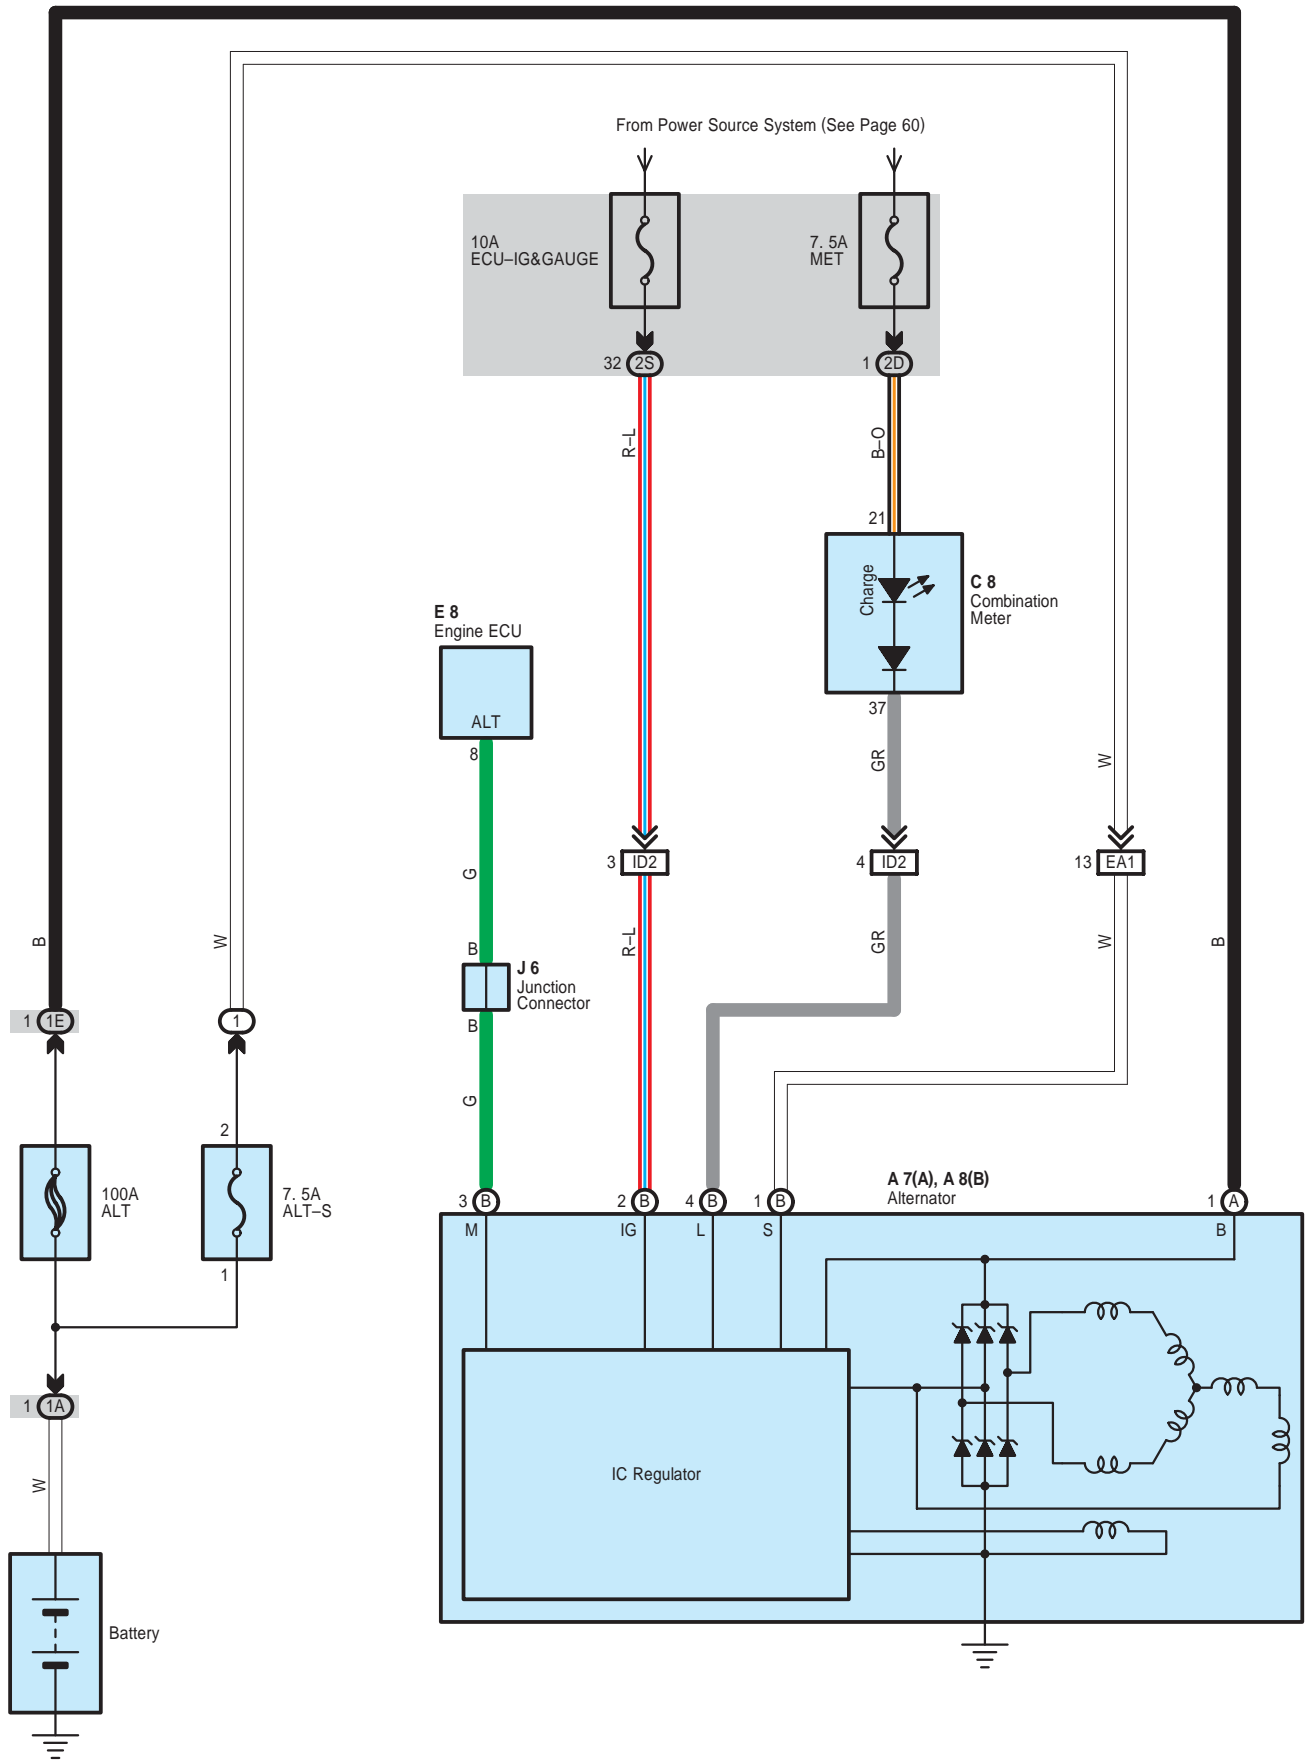 From Power Source System (See Page 60)
10A
ECU–IG&GAUGE
7. 5A
MET
32
2S
1
2D
R–L
B–O
21
Charge
C 8
Combination
Meter
E 8
Engine ECU
ALT
8
37
GR
W
3
ID2
4
ID2
13
EA1
G
B
W
B
R–L
GR
W
B
J 6
Junction
Connector
1
1E
1
B
G
2
100A
ALT
7. 5A
ALT–S
1
A 7(A), A 8(B)
Alternator
3
B
2
B
4
B
1
B
1
A
M
IG
L
S
B
1
1A
W
IC Regulator
Battery